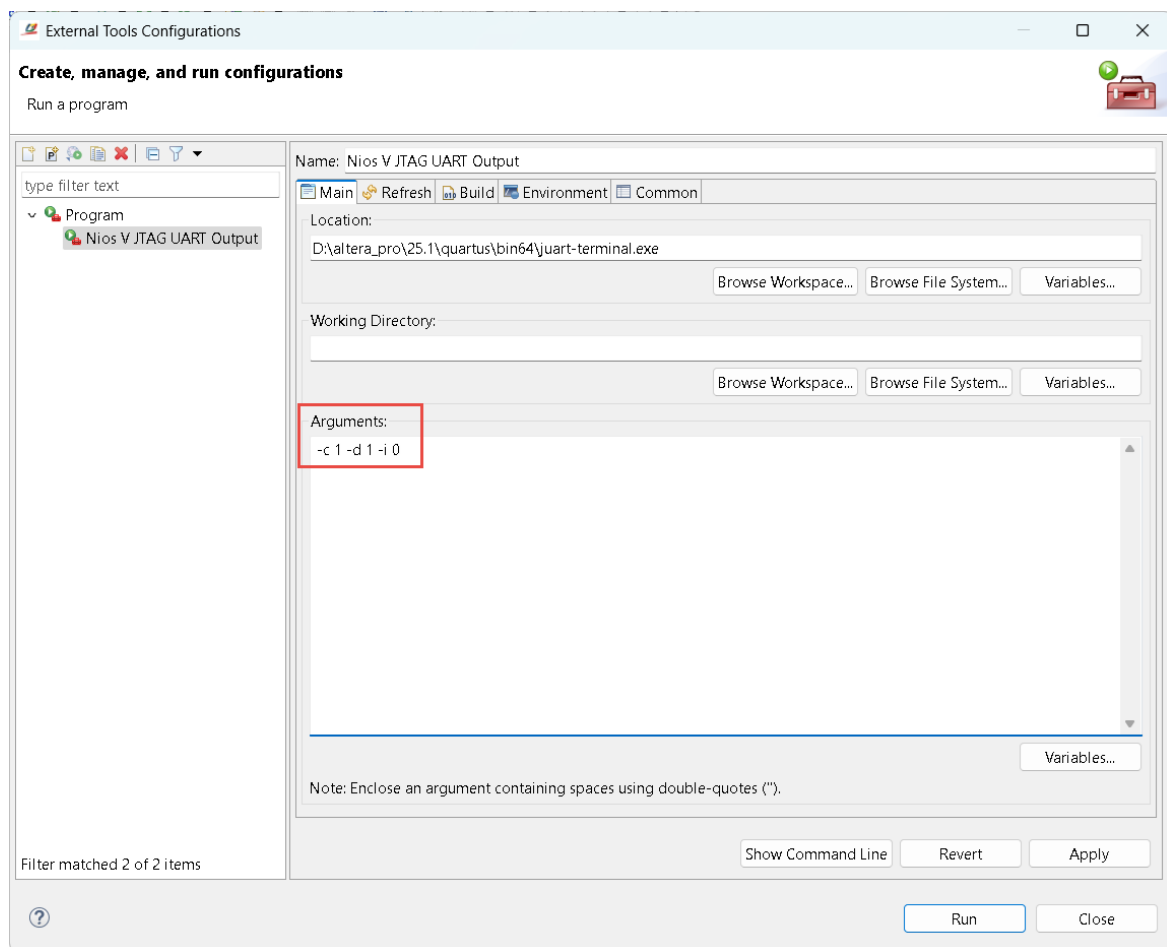 External Tools Configurations
Create, manage, and run configurations
Run a program
type filter text
Program
Nios V JTAG UART Output
Filter matched 2 of 2 items
Name: Nios V JTAG UART Output
Main Refresh Build Environment Common
Location:
D:\altera_pro\25.1\quartus\bin64\juart-terminal.exe
Browse Workspace... Browse File System... Variables...
Working Directory:
Browse Workspace... Browse File System... Variables...
Arguments:
-c 1 -d 1 -i 0
Variables...
Note: Enclose an argument containing spaces using double-quotes (").
Show Command Line Revert Apply
Run Close